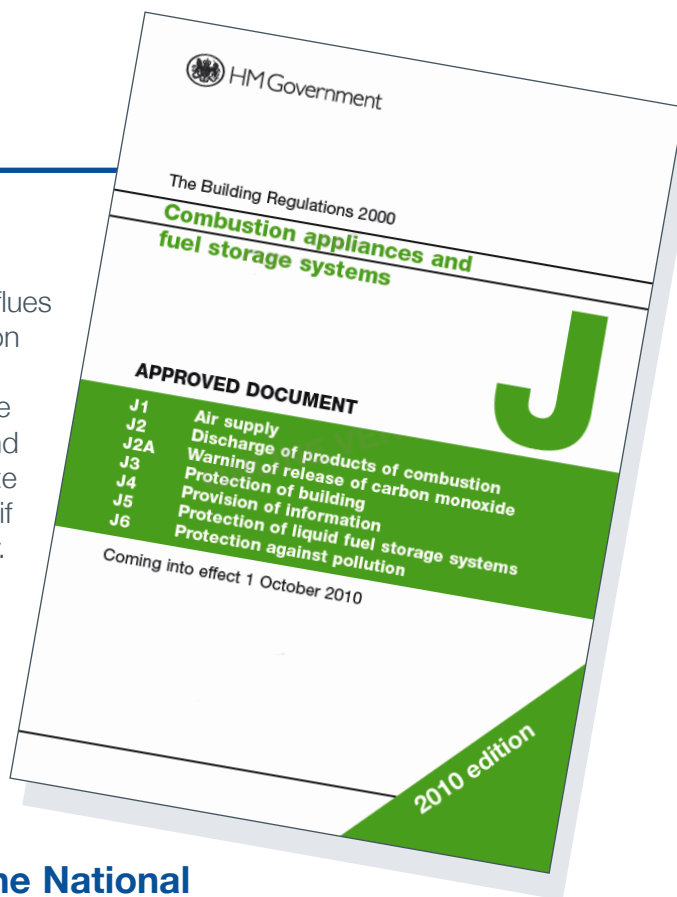 HM Government
The Building Regulations 2000
Combustion appliances and
fuel storage systems
J
APPROVED DOCUMENT
J1 Air supply
J2 Discharge of products of combustion
J2A Warning of release of carbon monoxide
J3 Protection of building
J4 Provision of information
J5 Protection of liquid fuel storage systems
J6 Protection against pollution
Coming into effect 1 October 2010
2010 edition
flues
on
e
nd
te
if
.
he National